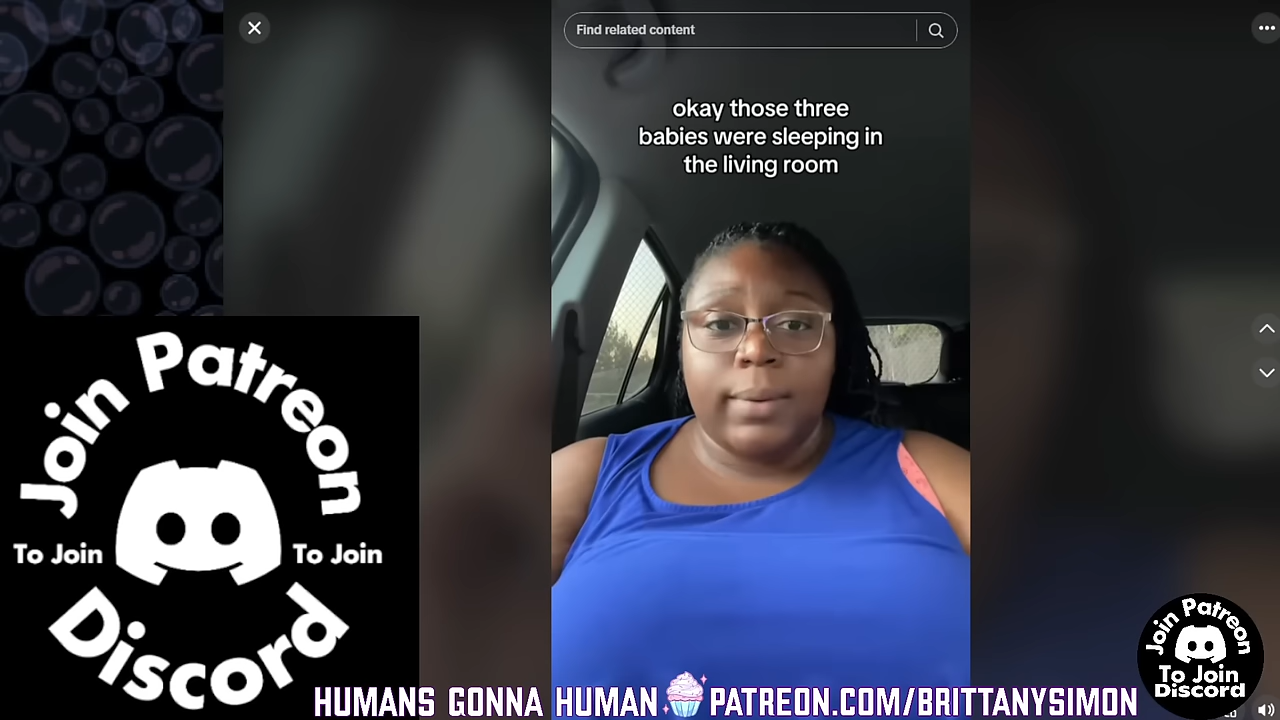 Find related content
okay those three
babies were sleeping in
the living room
Join Patreon
To Join
To Join
Discord
Join Patreon
To Join
Discord
HUMANS GONNA HUMAN
PATREON.COM/BRITTANYSIMON